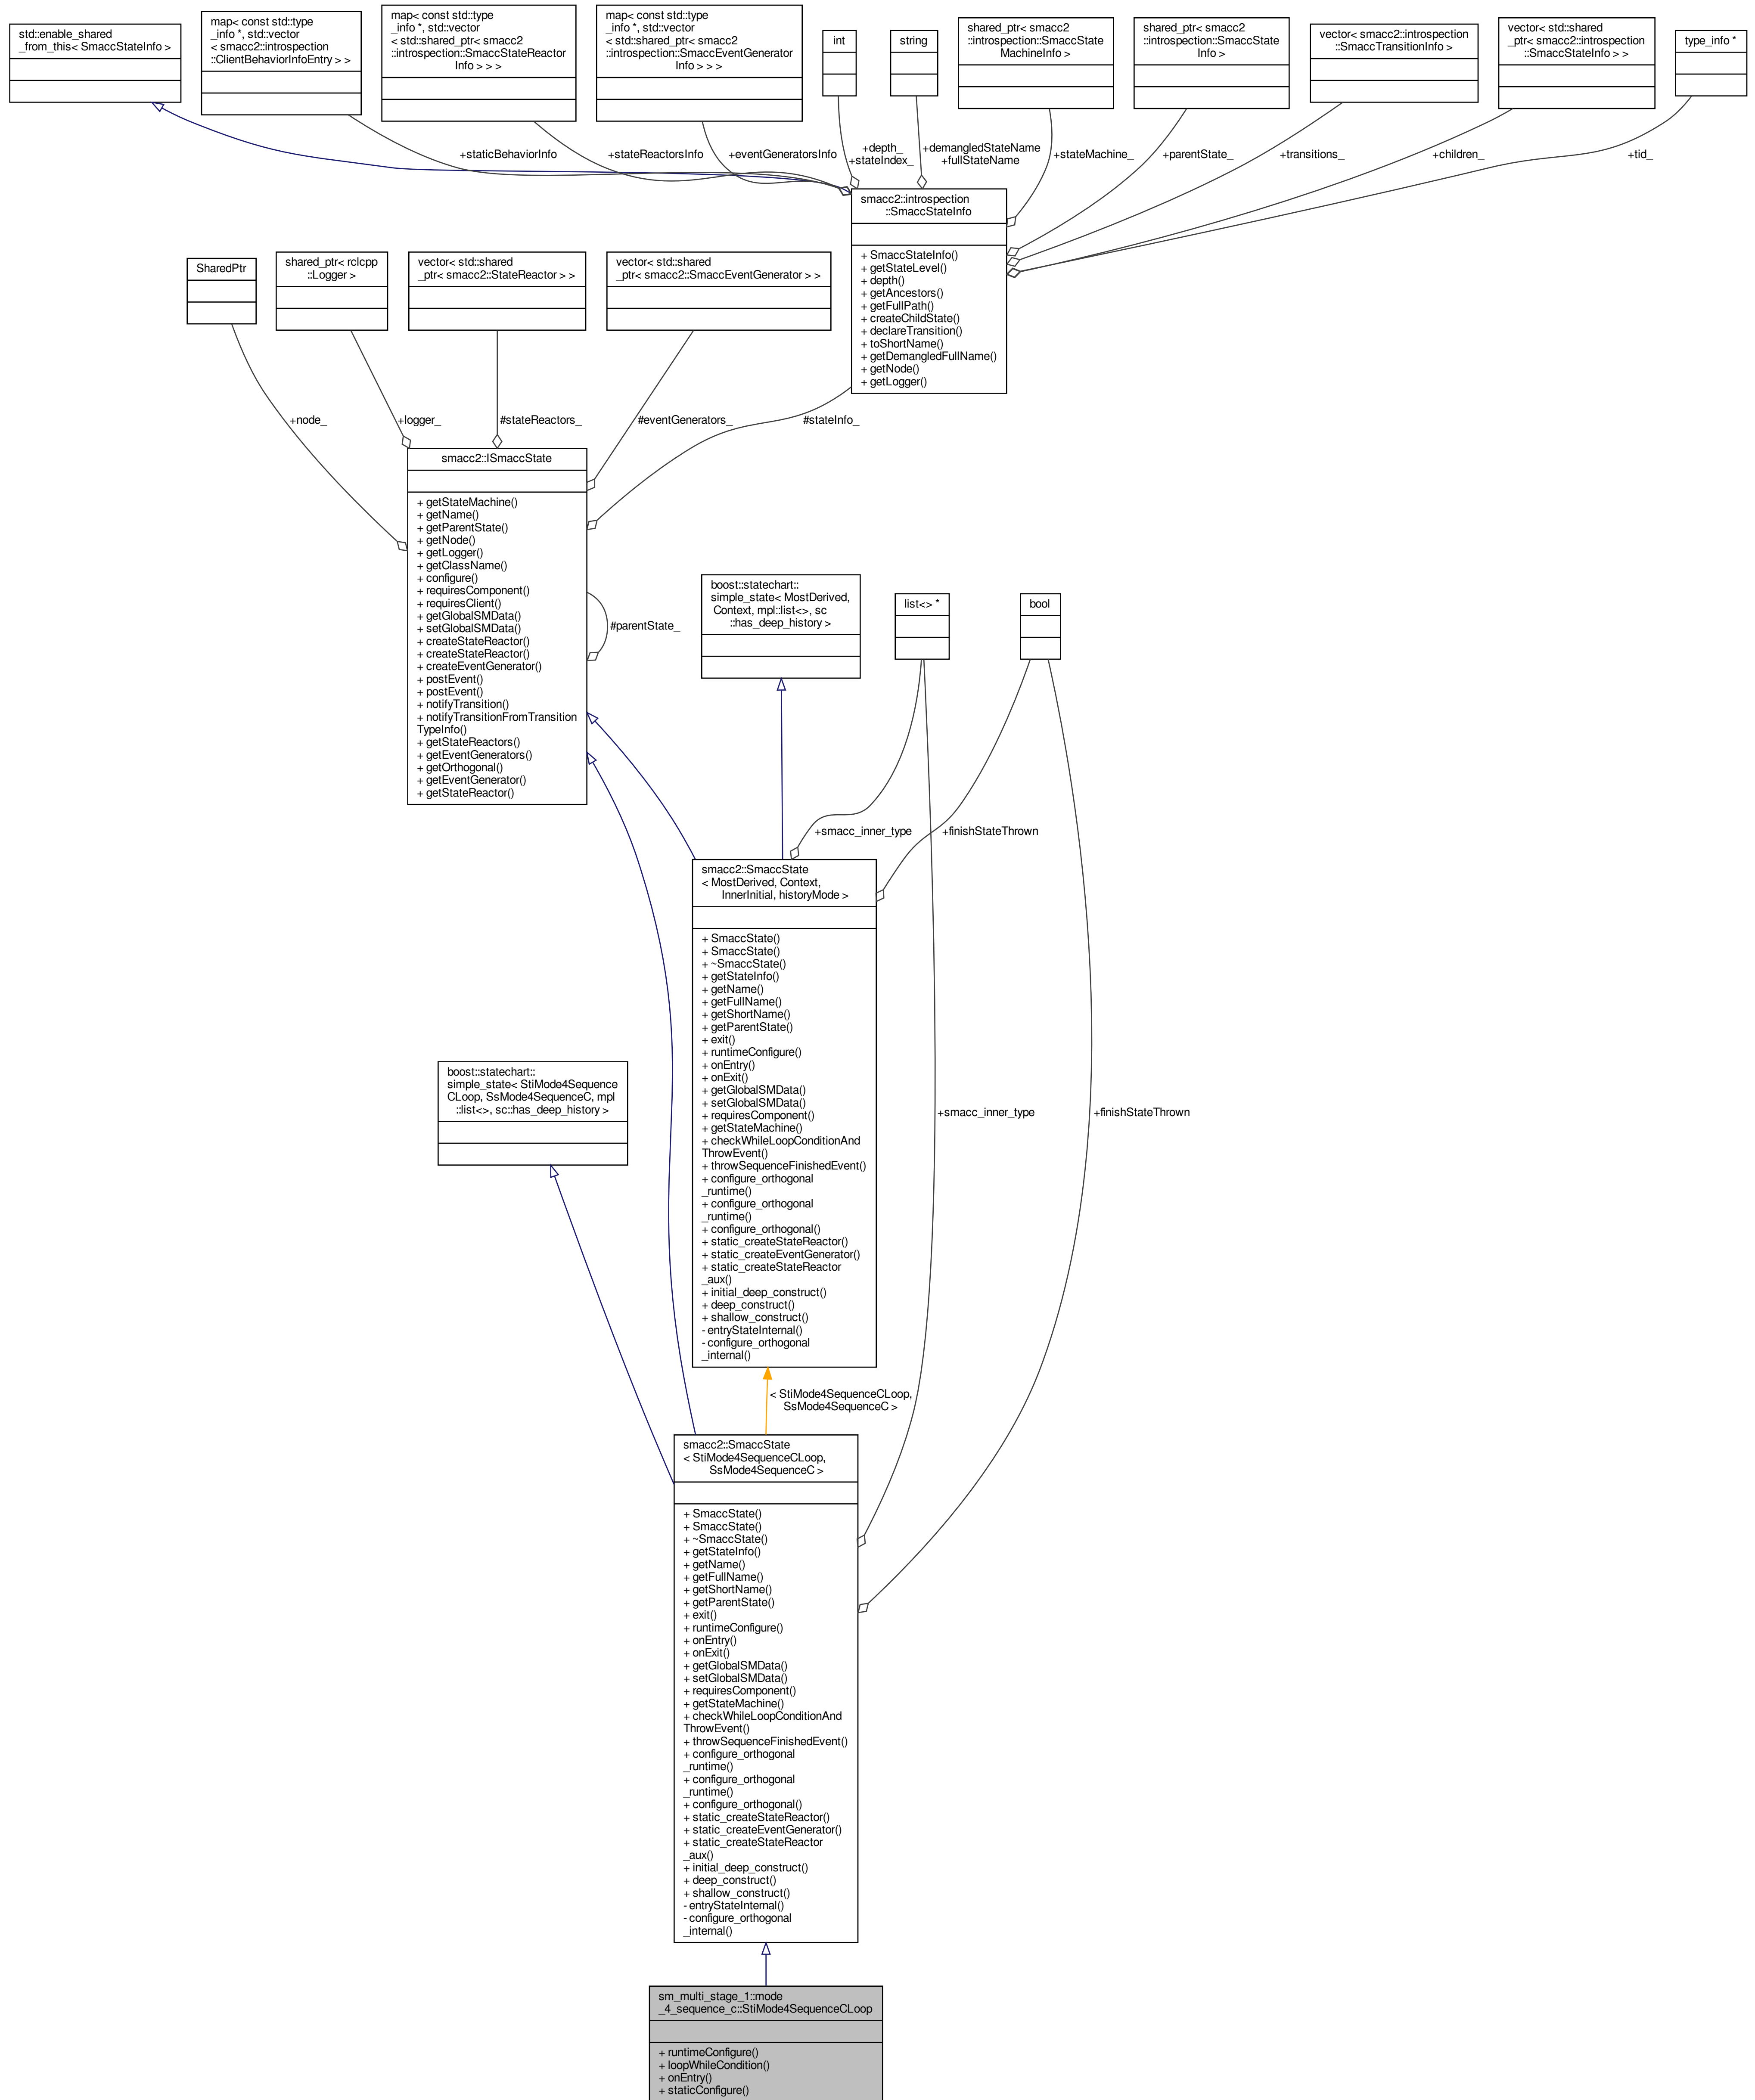 std::enable_shared
_from_this< SmaccStateInfo >
map< const std::type
_info *, std::vector
< smacc2::introspection
::ClientBehaviorInfoEntry > >
map< const std::type
_info *, std::vector
< std::shared_ptr< smacc2
::introspection::SmaccStateReactor
Info > > >
map< const std::type
_info *, std::vector
< std::shared_ptr< smacc2
::introspection::SmaccEventGenerator
Info > > >
int
string
shared_ptr< smacc2
::introspection::SmaccState
MachineInfo >
shared_ptr< smacc2
::introspection::SmaccState
Info >
vector< smacc2::introspection
::SmaccTransitionInfo >
vector< std::shared
_ptr< smacc2::introspection
::SmaccStateInfo > >
type_info *
+staticBehaviorInfo
+stateReactorsInfo
+eventGeneratorsInfo
+depth_
+stateIndex_
+demangledStateName
+fullStateName
+stateMachine_
+parentState_
+transitions_
+children_
+tid_
smacc2::introspection
::SmaccStateInfo
+ SmaccStateInfo()
+ getStateLevel()
+ depth()
+ getAncestors()
+ getFullPath()
+ createChildState()
+ declareTransition()
+ toShortName()
+ getDemangledFullName()
+ getNode()
+ getLogger()
SharedPtr
shared_ptr< rclcpp
::Logger >
vector< std::shared
_ptr< smacc2::StateReactor > >
vector< std::shared
_ptr< smacc2::SmaccEventGenerator > >
+node_
+logger_
#stateReactors_
#eventGenerators_
#stateInfo_
smacc2::ISmaccState
+ getStateMachine()
+ getName()
+ getParentState()
+ getNode()
+ getLogger()
+ getClassName()
+ configure()
+ requiresComponent()
+ requiresClient()
+ getGlobalSMData()
+ setGlobalSMData()
+ createStateReactor()
+ createStateReactor()
+ createEventGenerator()
+ postEvent()
+ postEvent()
+ notifyTransition()
+ notifyTransitionFromTransition
TypeInfo()
+ getStateReactors()
+ getEventGenerators()
+ getOrthogonal()
+ getEventGenerator()
+ getStateReactor()
#parentState_
boost::statechart::
simple_state< MostDerived,
Context, mpl::list<>, sc
::has_deep_history >
list<> *
bool
+smacc_inner_type
+finishStateThrown
smacc2::SmaccState
< MostDerived, Context,
InnerInitial, historyMode >
+ SmaccState()
+ SmaccState()
+ ~SmaccState()
+ getStateInfo()
+ getName()
+ getFullName()
+ getShortName()
+ getParentState()
+ exit()
+ runtimeConfigure()
+ onEntry()
+ onExit()
+ getGlobalSMData()
+ setGlobalSMData()
+ requiresComponent()
+ getStateMachine()
+ checkWhileLoopConditionAnd
ThrowEvent()
+ throwSequenceFinishedEvent()
+ configure_orthogonal
_runtime()
+ configure_orthogonal
_runtime()
+ configure_orthogonal()
+ static_createStateReactor()
+ static_createEventGenerator()
+ static_createStateReactor
_aux()
+ initial_deep_construct()
+ deep_construct()
+ shallow_construct()
- entryStateInternal()
- configure_orthogonal
_internal()
boost::statechart::
simple_state< StiMode4Sequence
CLoop, SsMode4SequenceC, mpl
::list<>, sc::has_deep_history >
+smacc_inner_type
+finishStateThrown
< StiMode4SequenceCLoop,
SsMode4SequenceC >
smacc2::SmaccState
< StiMode4SequenceCLoop,
SsMode4SequenceC >
+ SmaccState()
+ SmaccState()
+ ~SmaccState()
+ getStateInfo()
+ getName()
+ getFullName()
+ getShortName()
+ getParentState()
+ exit()
+ runtimeConfigure()
+ onEntry()
+ onExit()
+ getGlobalSMData()
+ setGlobalSMData()
+ requiresComponent()
+ getStateMachine()
+ checkWhileLoopConditionAnd
ThrowEvent()
+ throwSequenceFinishedEvent()
+ configure_orthogonal
_runtime()
+ configure_orthogonal
_runtime()
+ configure_orthogonal()
+ static_createStateReactor()
+ static_createEventGenerator()
+ static_createStateReactor
_aux()
+ initial_deep_construct()
+ deep_construct()
+ shallow_construct()
- entryStateInternal()
- configure_orthogonal
_internal()
sm_multi_stage_1::mode
_4_sequence_c::StiMode4SequenceCLoop
+ runtimeConfigure()
+ loopWhileCondition()
+ onEntry()
+ staticConfigure()